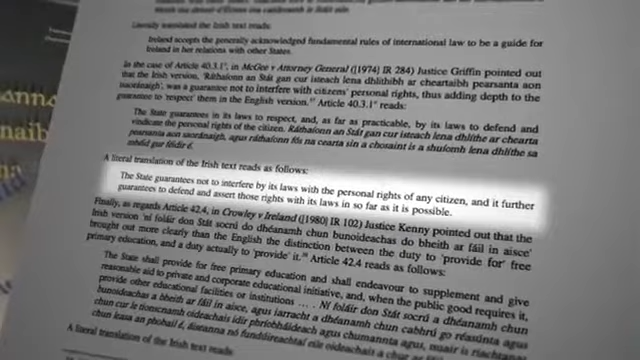 Literally translated the Irish text reads:
Ireland accepts the generally acknowledged fundamental rules of international law to be a guide for
Ireland in her relations with other States.
In the case of Article 40.3.1°, in McGee v Attorney General ([1974] IR 284) Justice Griffin pointed out
that the Irish version, 'Ráthaíonn an Stát gan cur isteach lena dhlíthibh ar cheartaibh pearsanta aon
tsaoránaigh', was a guarantee not to interfere with citizens' personal rights, thus adding depth to the
guarantee to 'respect' them in the English version. Article 40.3.1° reads:
The State guarantees in its laws to respect, and, as far as practicable, by its laws to defend and
vindicate the personal rights of the citizen. Ráthaíonn an Stát gan cur isteach lena dhlíthe ar chearta
pearsanta aon saoránaigh, agus ráthaíonn fós na cearta sin a chosaint is a shuíomh lena dhlíthe sa
mhéid gur féidir é.
A literal translation of the Irish text reads as follows:
The State guarantees not to interfere by its laws with the personal rights of any citizen, and it further
guarantees to defend and assert those rights with its laws in so far as it is possible.
Finally, as regards Article 42.4, in Crowley v Ireland ([1980] IR 102) Justice Kenny pointed out that the
Irish version 'ní foláir don Stát socrú do dhéanamh chun bunoideachas do bheith ar fáil in aisce'
brought out more clearly than the English the distinction between the duty to 'provide for' free
primary education, and a duty actually to 'provide' it. Article 42.4 reads as follows:
The State shall provide for free primary education and shall endeavour to supplement and give
reasonable aid to private and corporate educational initiative, and, when the public good requires it,
provide other educational facilities or institutions .... Ní foláir don Stát socrú a dhéanamh chun
bunoideachas a bheith ar fáil in aisce, agus iarracht a dhéanamh chun cabhrú go réasúnta agus
chun cur le tionscnamh oideachais idir phríobháideach agus chumannta agus, nuair is riachtanas
chun leasa an phobail é, áiseanna nó fundúireachtaí eile oideachais a chur
A literal translation of the Irish text reads